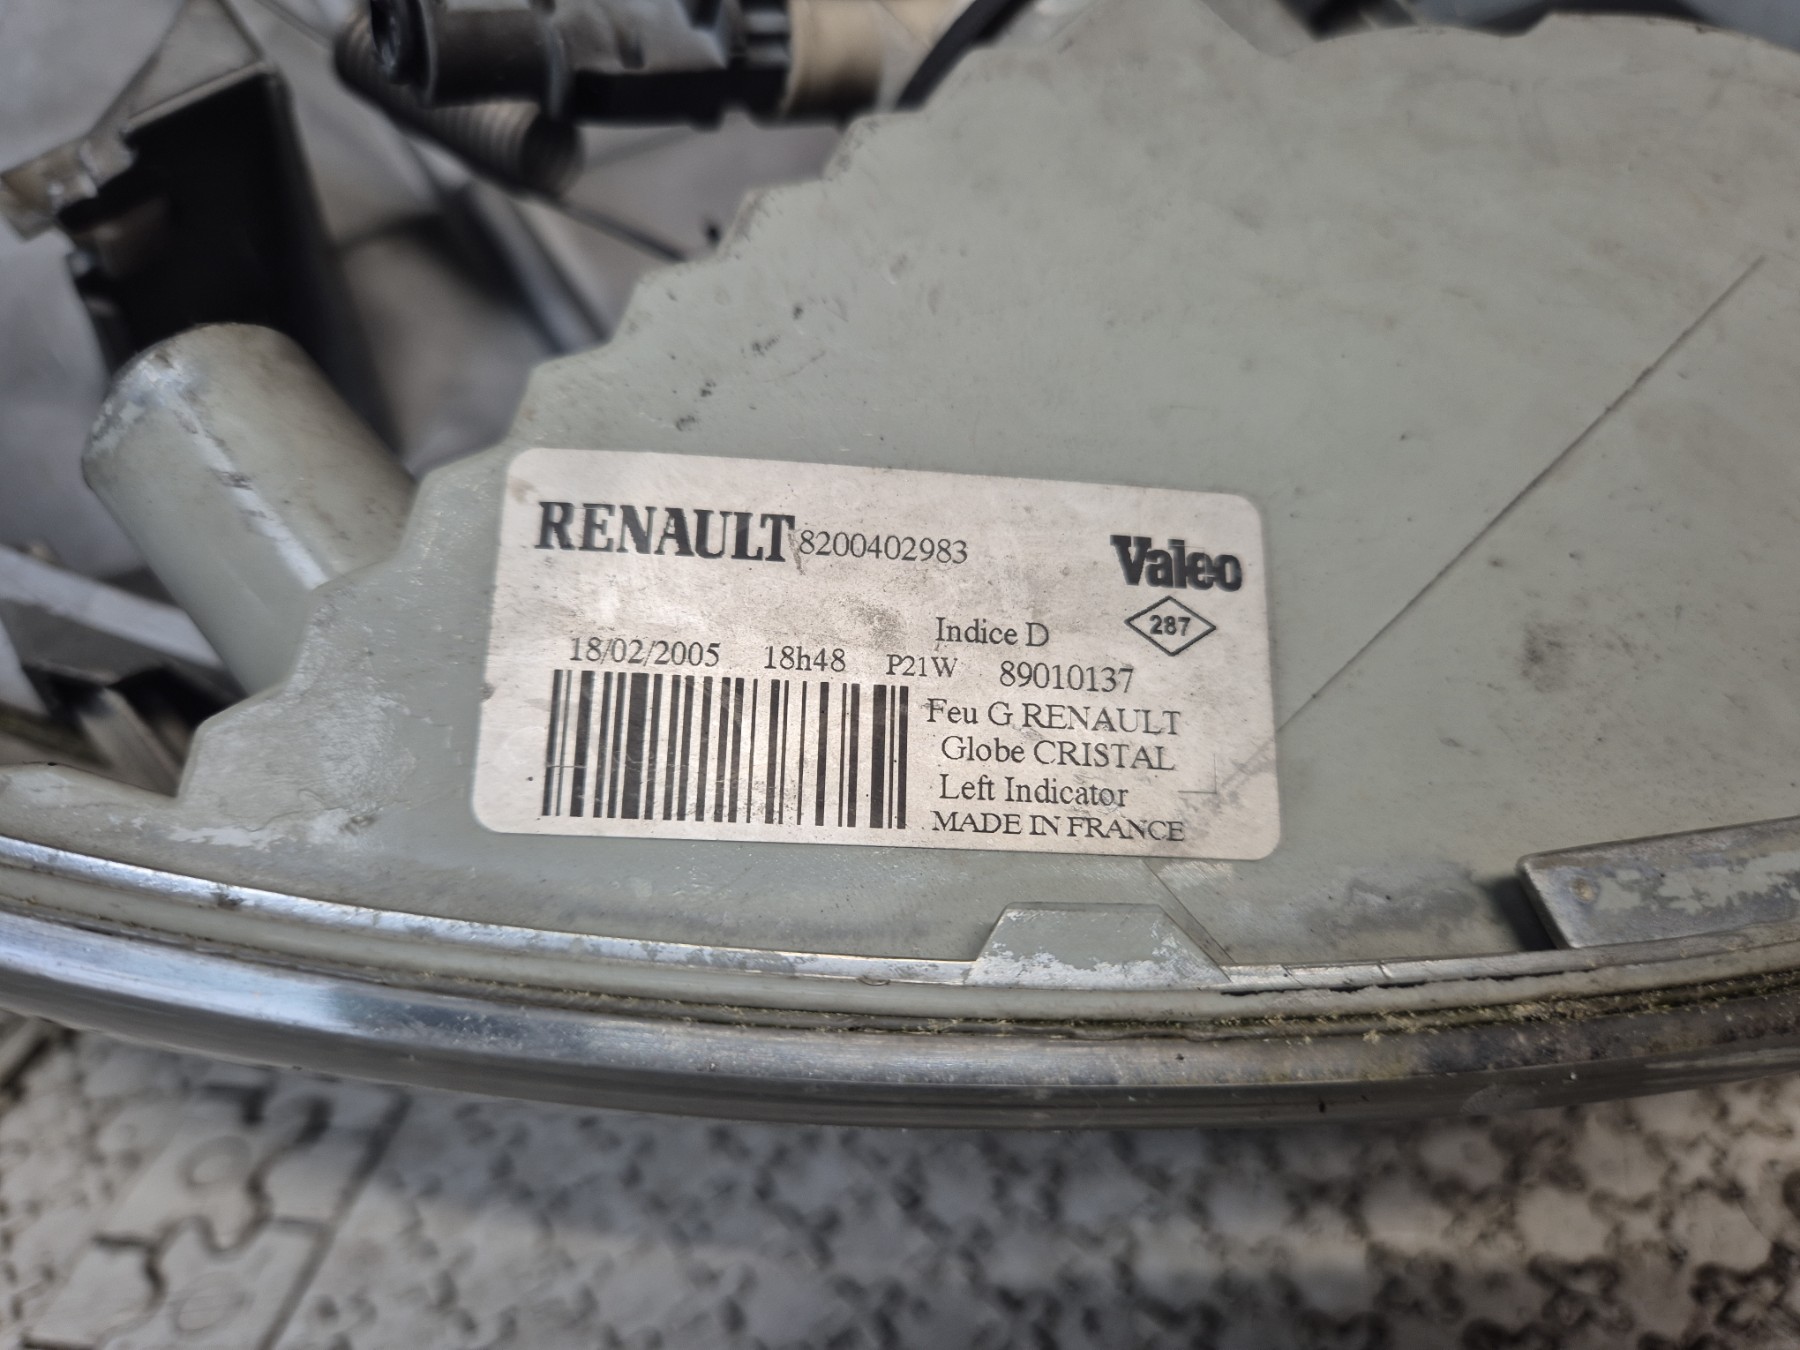 RENAULT 8200402983
Valeo
287
Indice D
18/02/2005 18h48 P21W 89010137
Feu G RENAULT
Globe CRISTAL
Left Indicator
MADE IN FRANCE